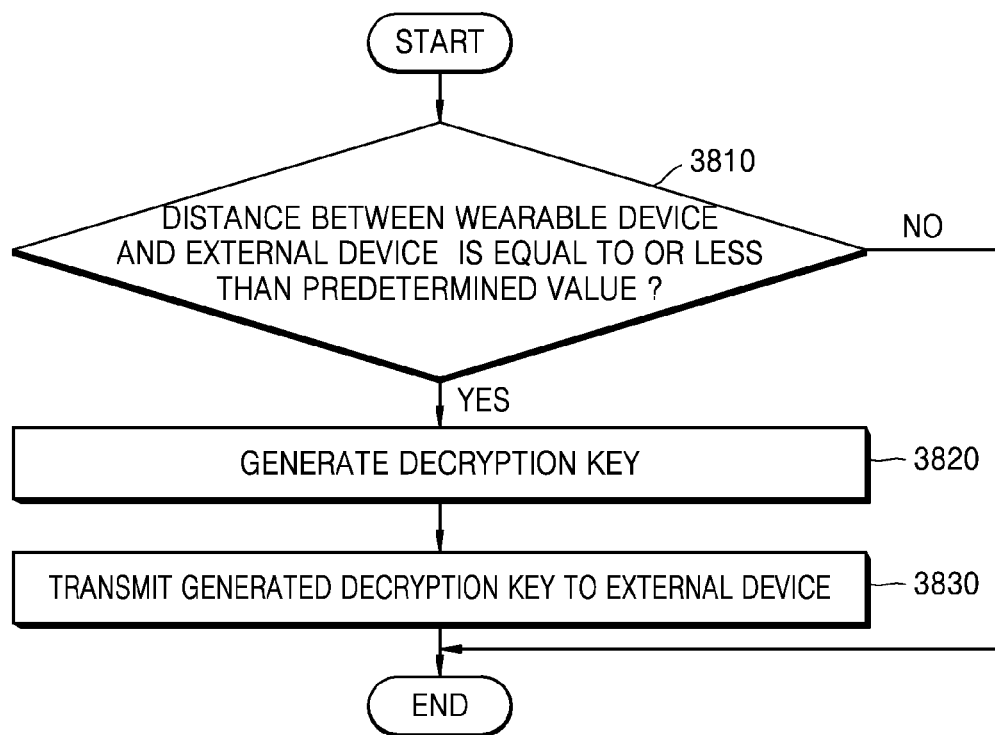 START
3810
DISTANCE BETWEEN WEARABLE DEVICE
AND EXTERNAL DEVICE IS EQUAL TO OR LESS
THAN PREDETERMINED VALUE ?
NO
YES
GENERATE DECRYPTION KEY
3820
TRANSMIT GENERATED DECRYPTION KEY TO EXTERNAL DEVICE
3830
END